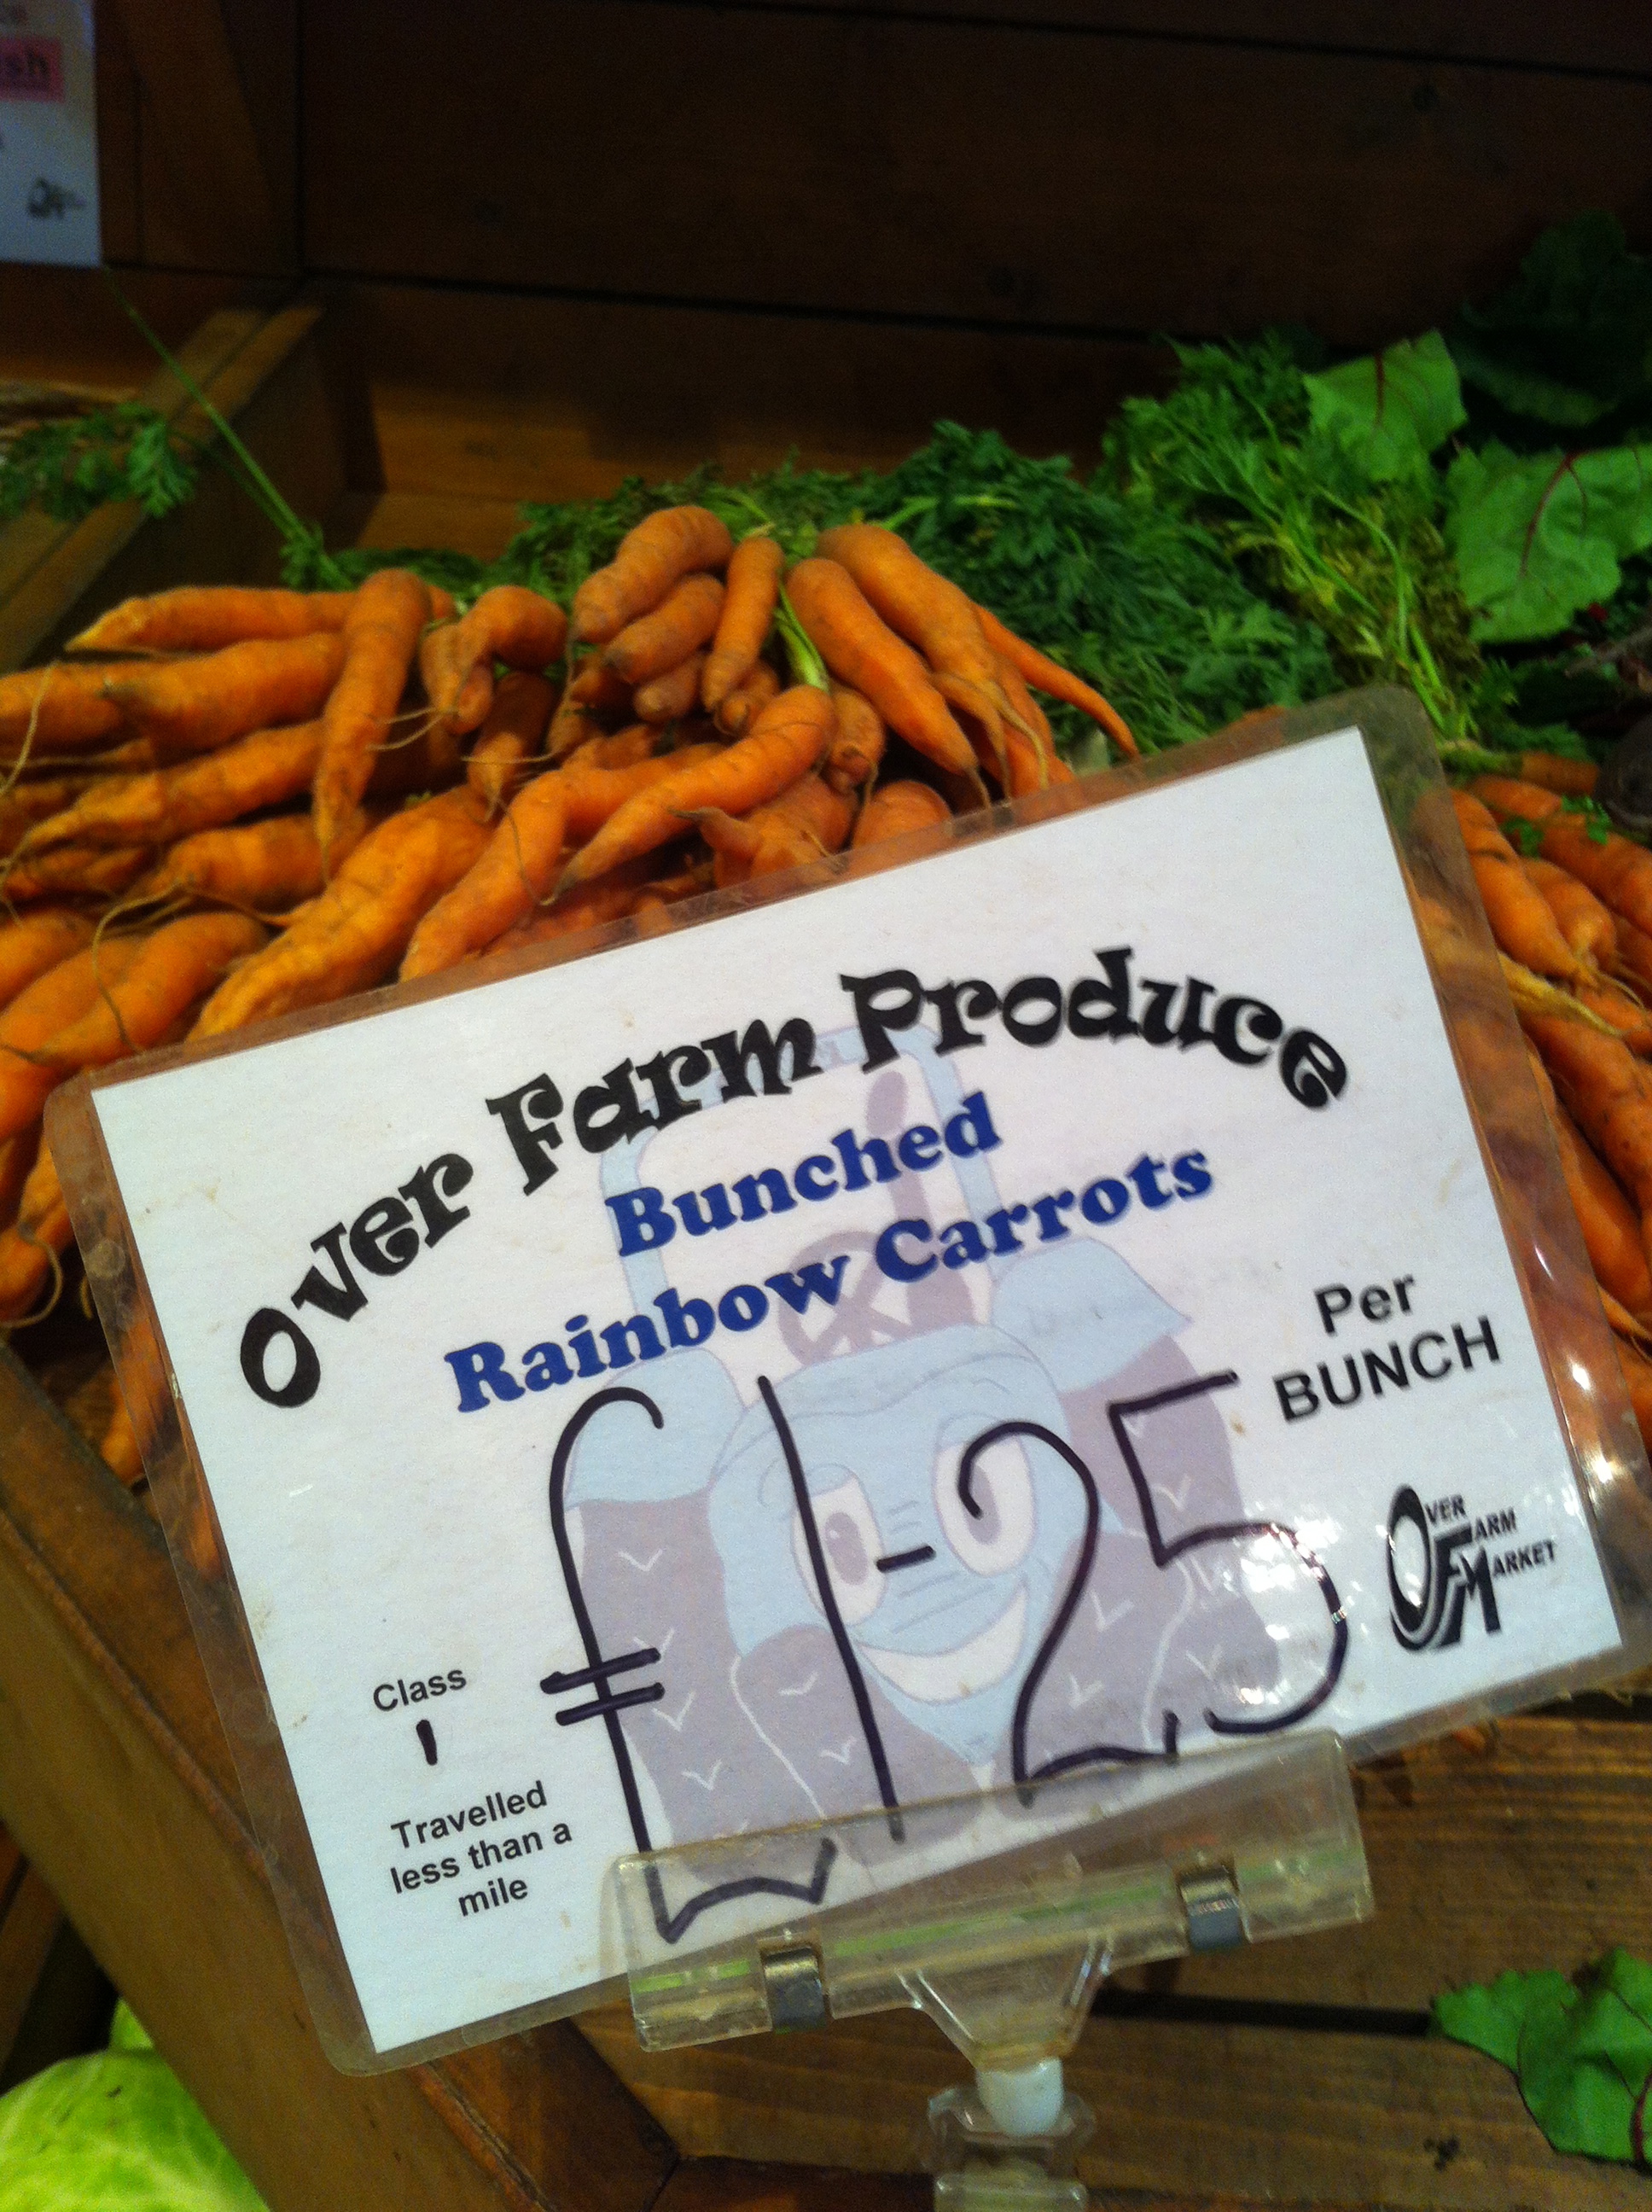 sh
Over Farm Produce
Bunched
Rainbow Carrots
Per
BUNCH
£1-25
Class
1
Travelled
less than a
mile
OVER
FARM
MARKET